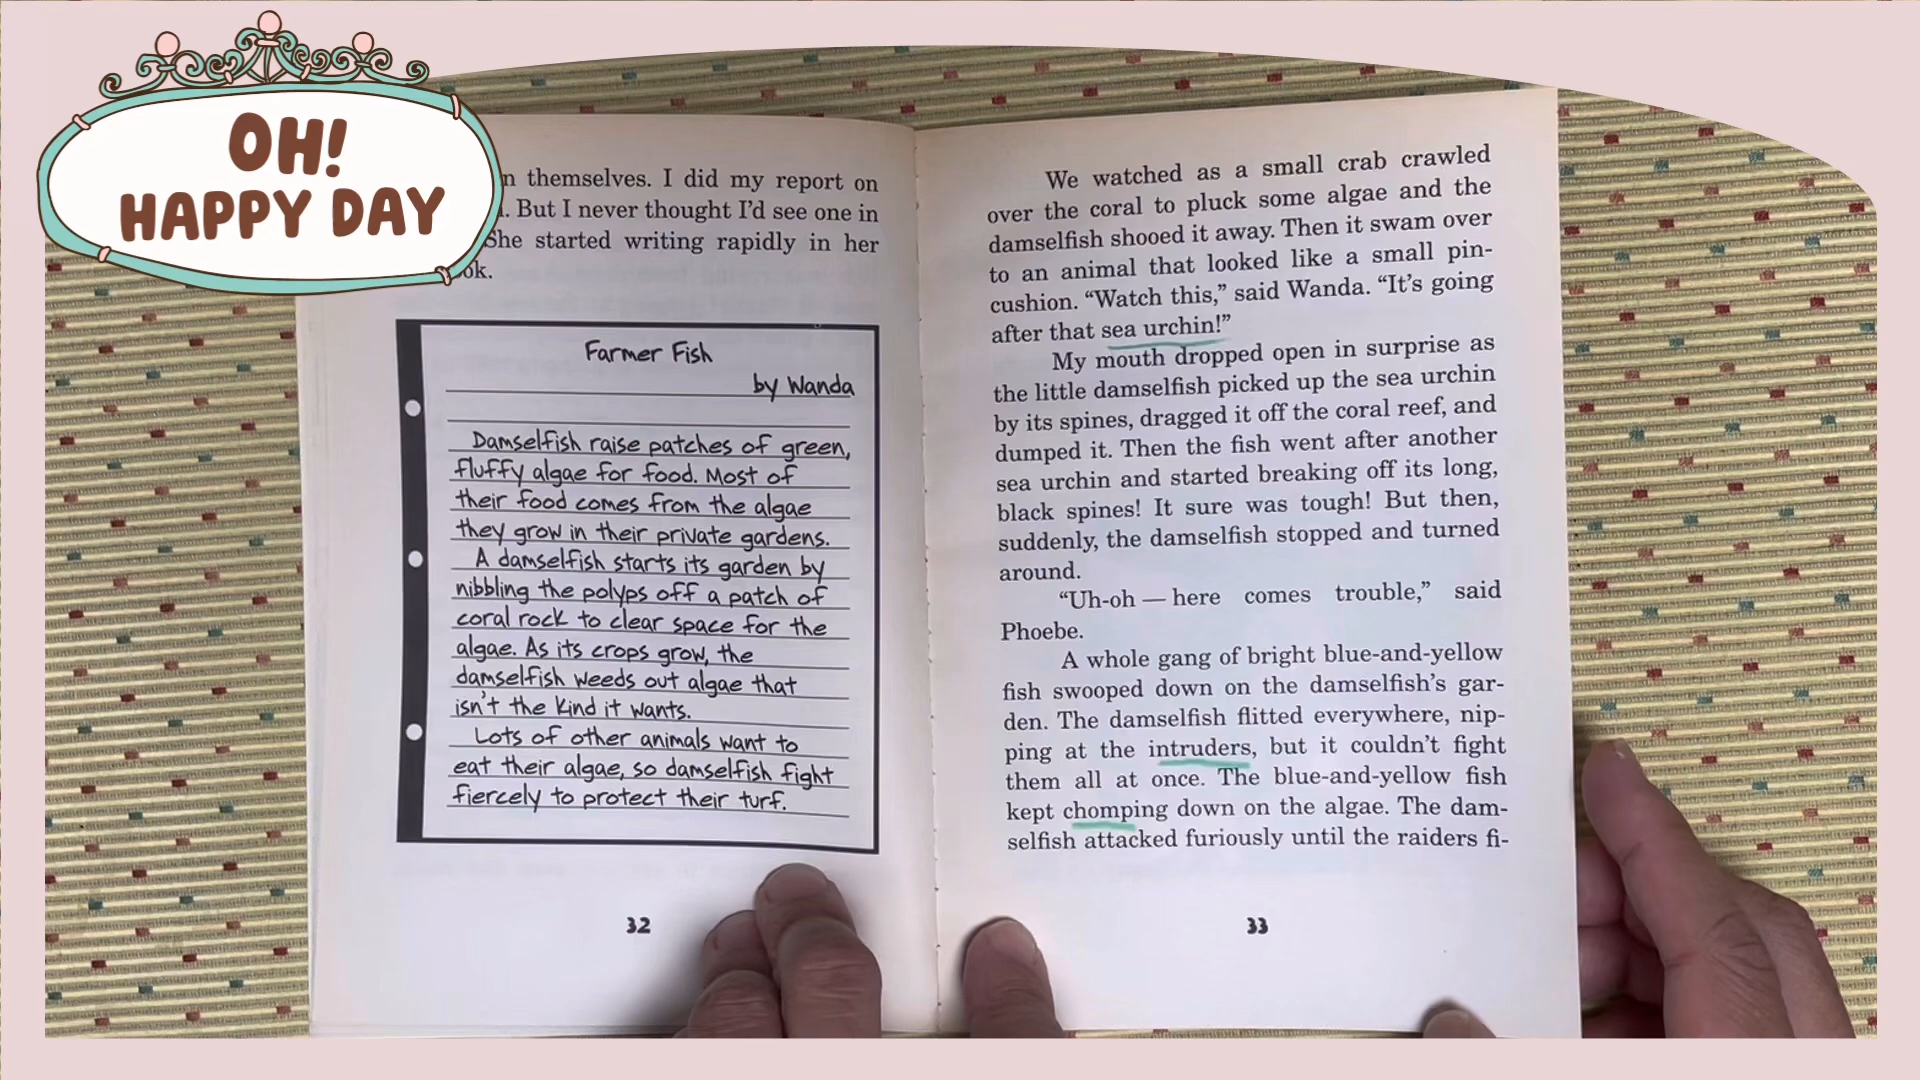 OH!
HAPPY DAY
themselves. I did my report on
But I never thought I'd see one in
She started writing rapidly in her
Farmer Fish
by Wanda
Damselfish raise patches of green,
fluffy algae for food. Most of
their food comes from the algae
they grow in their private gardens.
A damselfish starts its garden by
nibbling the polyps off a patch of
coral rock to clear space for the
algae. As its crops grow, the
damselfish weeds out algae that
isn't the kind it wants.
Lots of other animals want to
eat their algae, so damselfish fight
fiercely to protect their turf.
32
We watched as a small crab crawled
over the coral to pluck some algae and the
damselfish shooed it away. Then it swam over
to an animal that looked like a small pin-
cushion. “Watch this,” said Wanda. “It's going
after that sea urchin!”
My mouth dropped open in surprise as
the little damselfish picked up the sea urchin
by its spines, dragged it off the coral reef, and
dumped it. Then the fish went after another
sea urchin and started breaking off its long,
black spines! It sure was tough! But then,
suddenly, the damselfish stopped and turned
around.
“Uh-oh — here comes trouble,” said
Phoebe.
A whole gang of bright blue-and-yellow
fish swooped down on the damselfish's gar-
den. The damselfish flitted everywhere, nip-
ping at the intruders, but it couldn't fight
them all at once. The blue-and-yellow fish
kept chomping down on the algae. The dam-
selfish attacked furiously until the raiders fi-
33